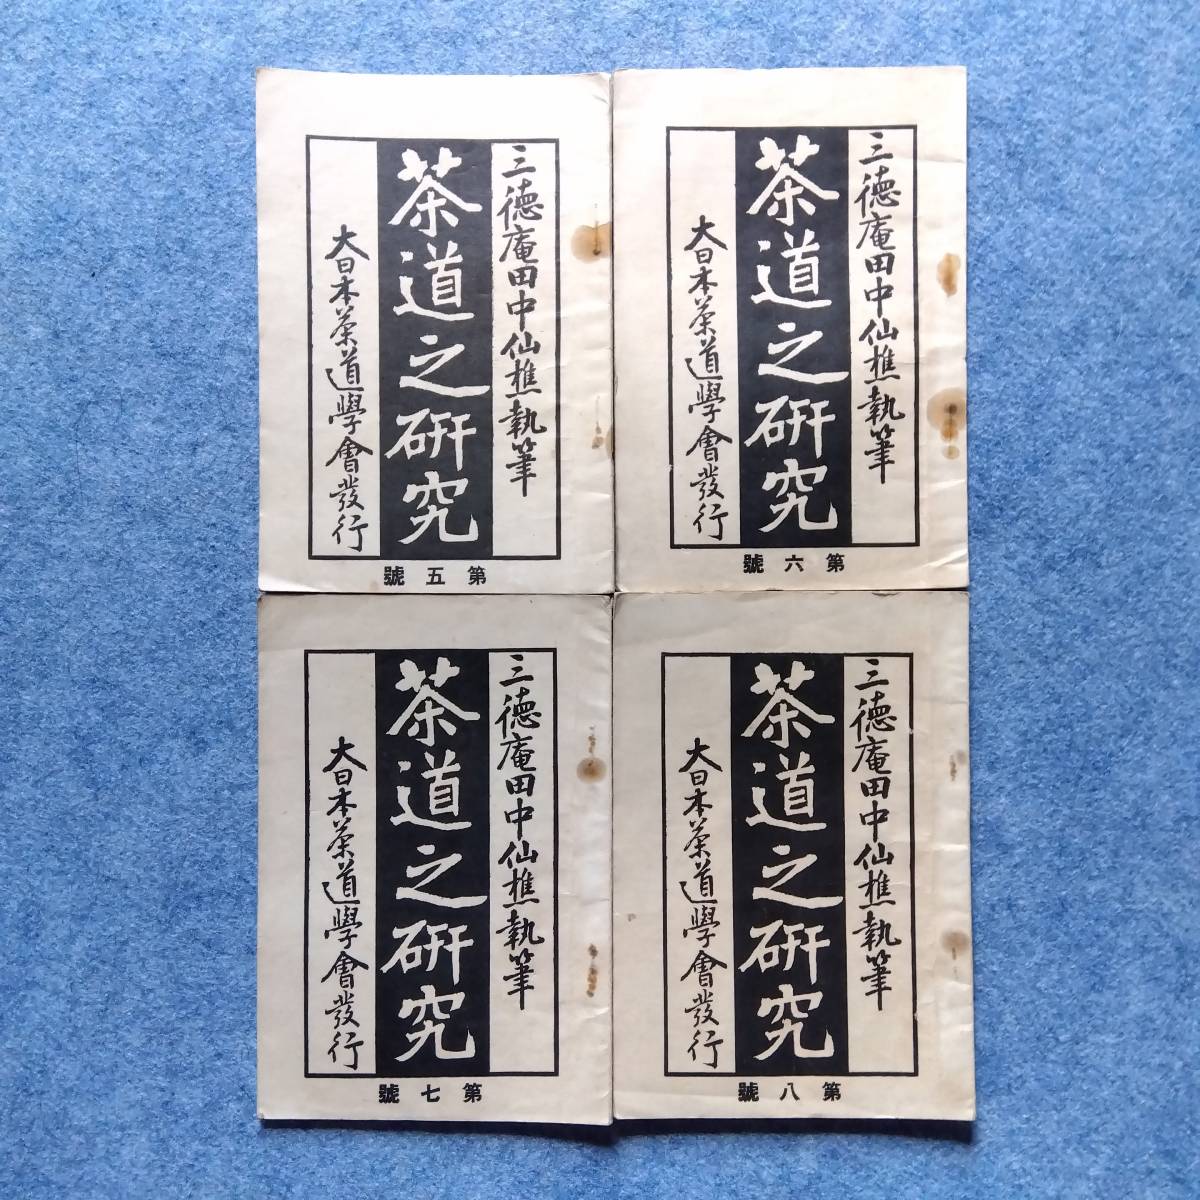 三德庵田中仙樵執筆
茶道之研究
大日本茶道學會發行
第五號
三德庵田中仙樵執筆
茶道之研究
大日本茶道學會發行
第六號
三德庵田中仙樵執筆
茶道之研究
大日本茶道學會發行
第七號
三德庵田中仙樵執筆
茶道之研究
大日本茶道學會發行
第八號